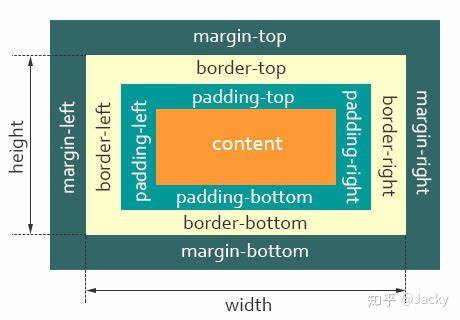 margin-top
border-top
padding-top
height
margin-left
border-left
padding-left
content
padding-right
border-right
margin-right
padding-bottom
border-bottom
margin-bottom
width
知乎 @Jacky